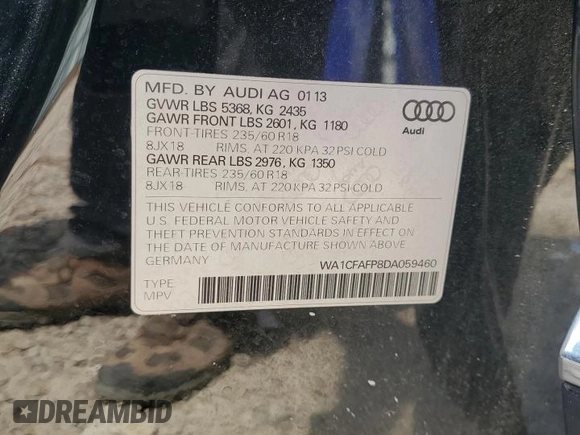 MFD. BY AUDI AG 0113
GVWR LBS 5368, KG 2435
GAWR FRONT LBS 2601, KG 1180
FRONT-TIRES 235/60 R18
8JX18 RIMS, AT 220 KPA 32 PSI COLD
GAWR REAR LBS 2976, KG 1350
REAR-TIRES 235/60 R18
8JX18 RIMS, AT 220 KPA 32 PSI COLD
Audi
THIS VEHICLE CONFORMS TO ALL APPLICABLE
U.S. FEDERAL MOTOR VEHICLE SAFETY AND
THEFT PREVENTION STANDARDS IN EFFECT ON
THE DATE OF MANUFACTURE SHOWN ABOVE
GERMANY WA1CFAFP8DA059460
TYPE
MPV
DREAMBID